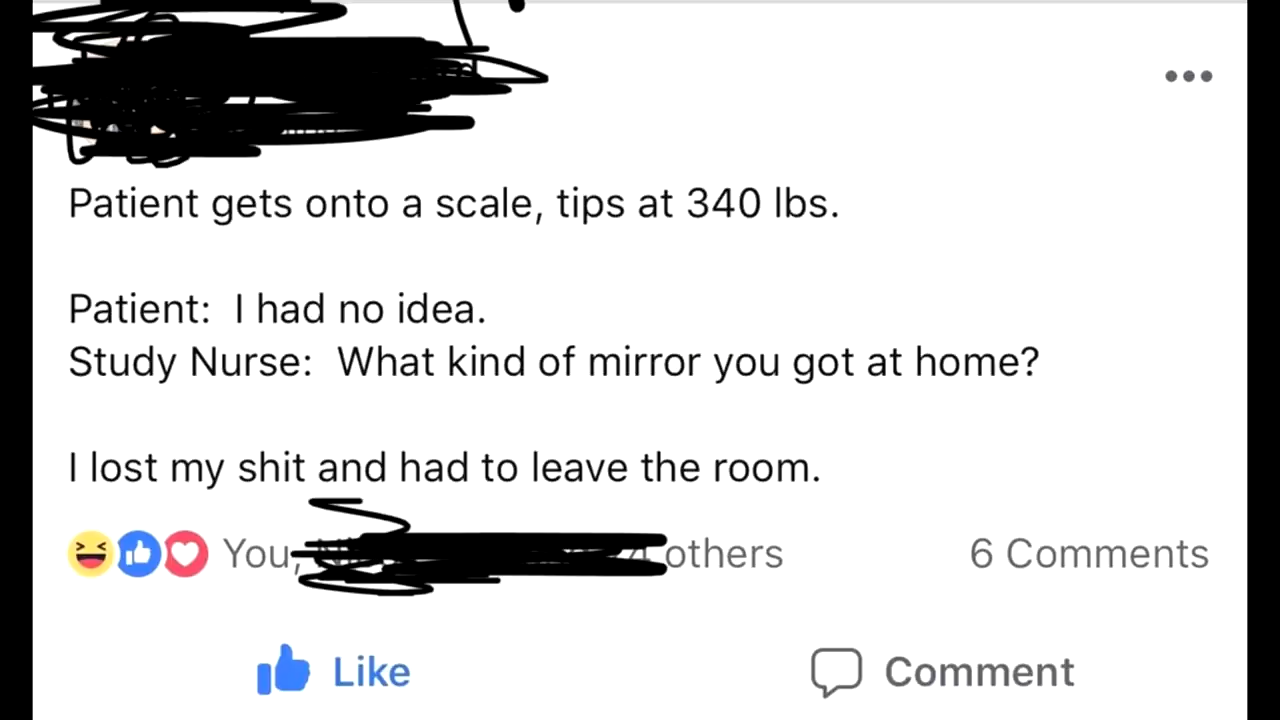 Patient gets onto a scale, tips at 340 lbs.
Patient: I had no idea.
Study Nurse: What kind of mirror you got at home?
I lost my shit and had to leave the room.
You, others
6 Comments
Like
Comment